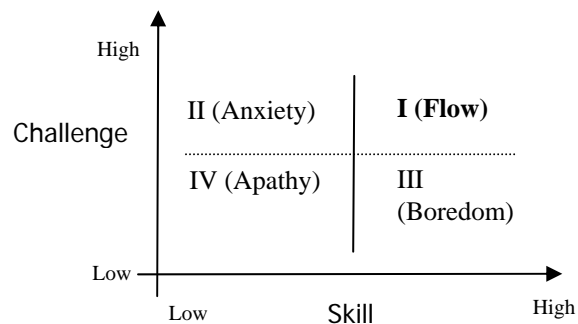 High
II (Anxiety)
I (Flow)
Challenge
IV (Apathy)
III
(Boredom)
Low
Low
Skill
High